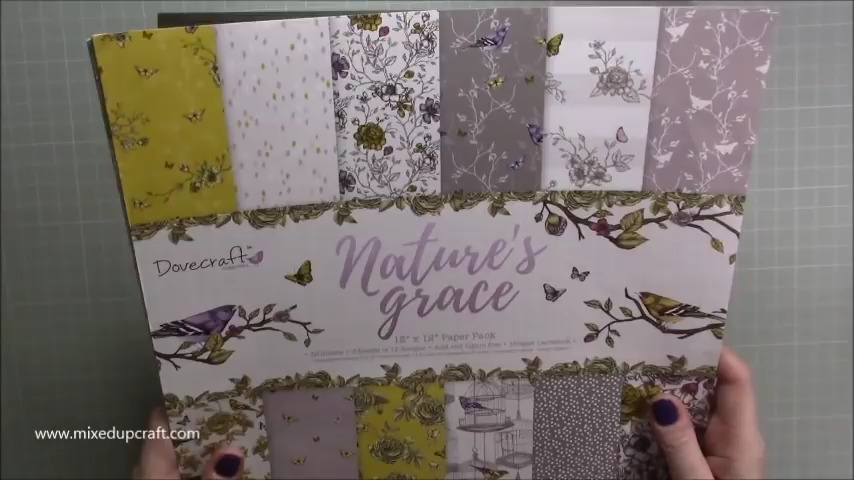 Dovecraft
Nature's
grace
12" x 12" Paper Pack
www.mixedupcraft.com